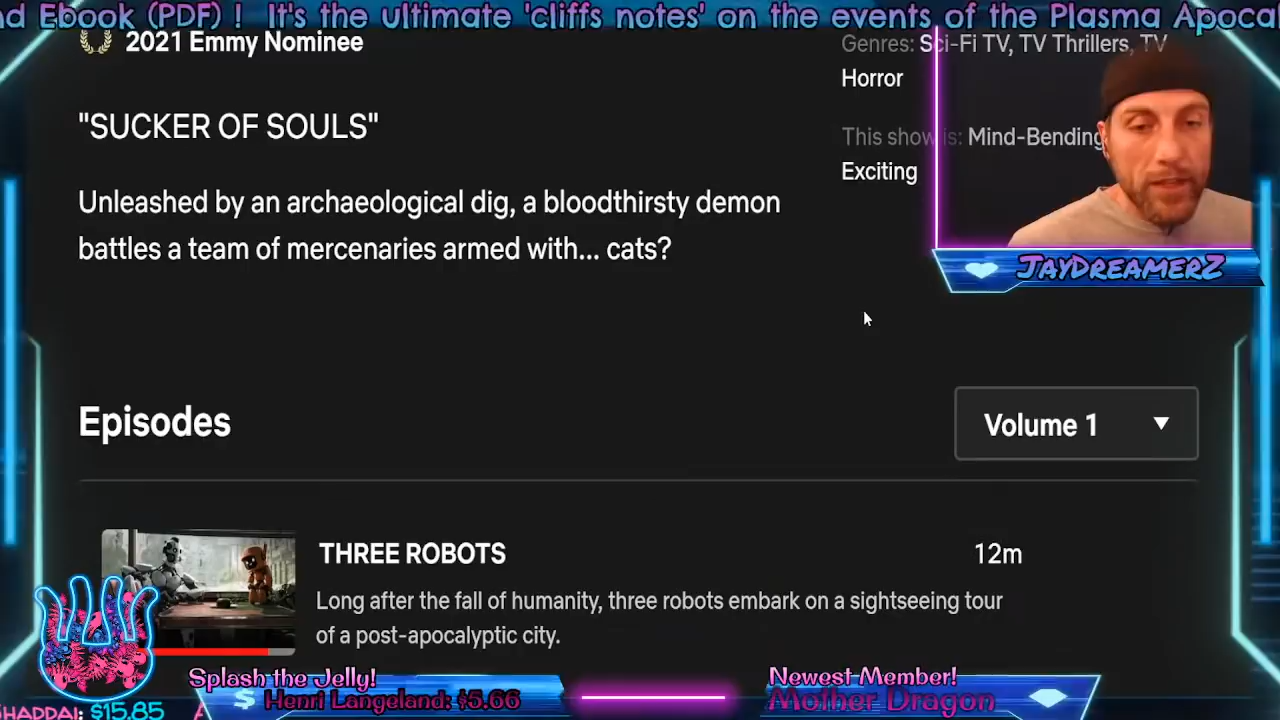 nd Ebook (PDF) ! It's the ultimate 'cliffs notes' on the events of the Plasma Apocal
2021 Emmy Nominee
Genres: Sci-Fi TV, TV Thrillers, TV
Horror
"SUCKER OF SOULS"
This show is: Mind-Bending
Exciting
Unleashed by an archaeological dig, a bloodthirsty demon
battles a team of mercenaries armed with... cats?
JAYDREAMERZ
Episodes
Volume 1
THREE ROBOTS
12m
Long after the fall of humanity, three robots embark on a sightseeing tour
of a post-apocalyptic city.
Splash the Jelly!
$ Henri Langeland: $5.66
Newest Member!
Mother Dragon
SHADDAI: $15.85